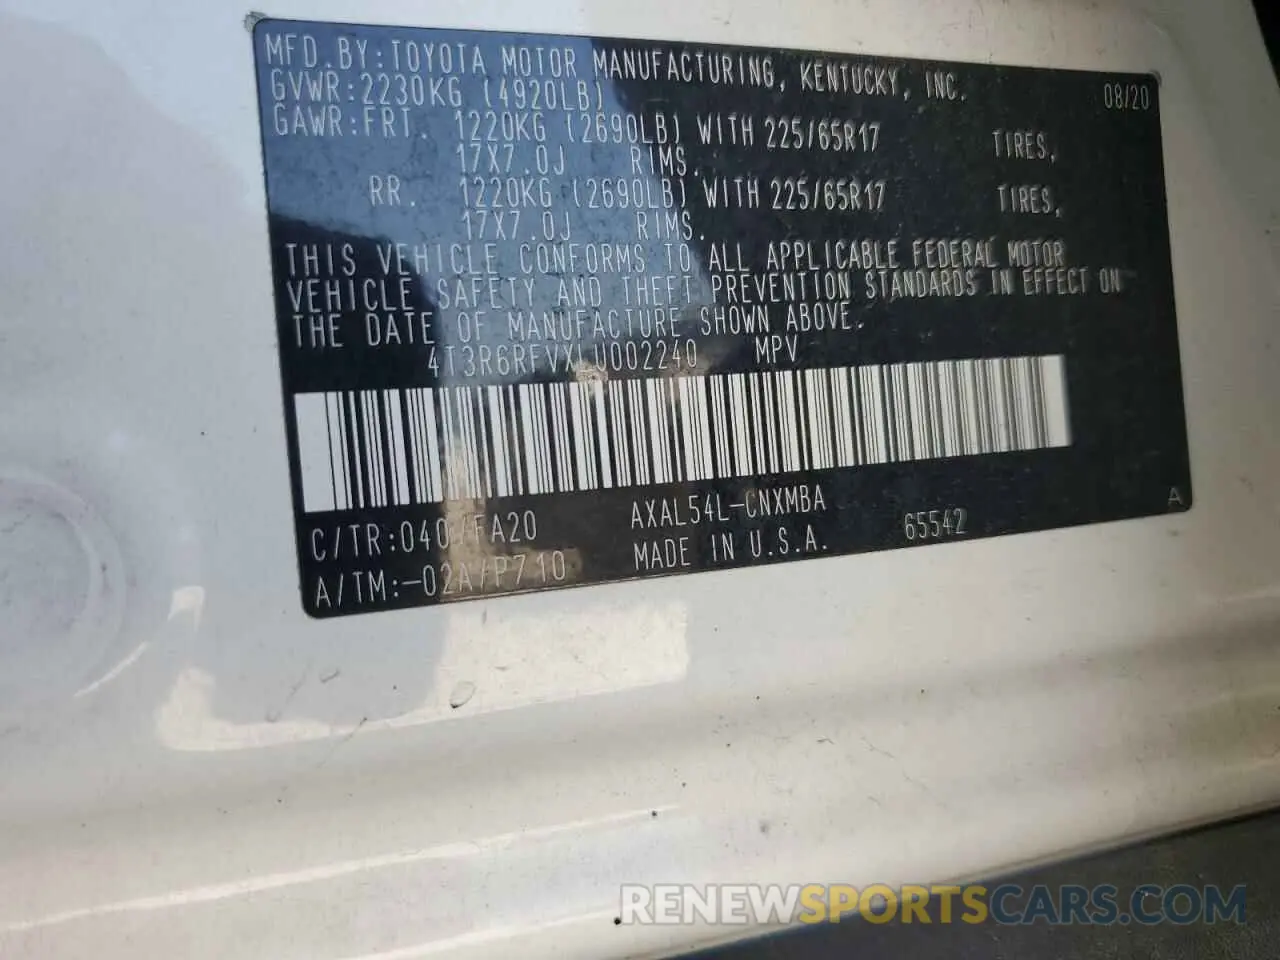 MFD.BY:TOYOTA MOTOR MANUFACTURING, KENTUCKY, INC. 08/20
GVWR:2230KG (4920LB)
GAWR:FRT. 1220KG (2690LB) WITH 225/65R17 TIRES,
17X7.0J RIMS.
RR. 1220KG (2690LB) WITH 225/65R17 TIRES,
17X7.0J RIMS.
THIS VEHICLE CONFORMS TO ALL APPLICABLE FEDERAL MOTOR
VEHICLE SAFETY AND THEFT PREVENTION STANDARDS IN EFFECT ON
THE DATE OF MANUFACTURE SHOWN ABOVE.
4T3R6RFVXLU002240 MPV
C/TR:040/FA20 AXAL54L-CNXMBA 65542 A
A/TM:-02A/P710 MADE IN U.S.A.
RENEWSPORTSCARS.COM